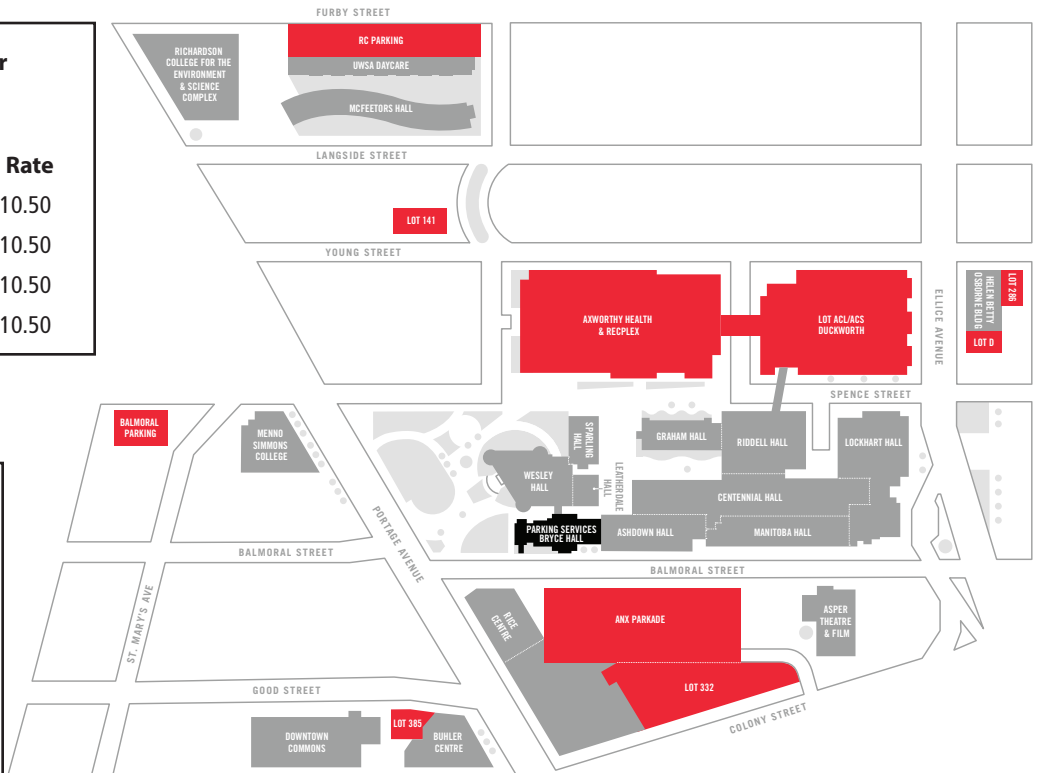 FURBY STREET
r
Rate
10.50
10.50
10.50
10.50
RICHARDSON
COLLEGE FOR THE
ENVIRONMENT
& SCIENCE
COMPLEX
RC PARKING
UWSA DAYCARE
MCFEETORS HALL
LANGSIDE STREET
LOT 141
YOUNG STREET
AXWORTHY HEALTH
& RECPLEX
LOT ACL/ACS
DUCKWORTH
ELLICE AVENUE
HELEN BETTY
OSBORNE BLDG
LOT 286
LOT D
SPENCE STREET
BALMORAL
PARKING
MENNO
SIMMONS
COLLEGE
SPARLING
HALL
GRAHAM HALL
RIDDELL HALL
LOCKHART HALL
WESLEY
HALL
LEATHERDALE
HALL
CENTENNIAL HALL
PARKING SERVICES
BRYCE HALL
ASHDOWN HALL
MANITOBA HALL
PORTAGE AVENUE
BALMORAL STREET
BALMORAL STREET
ST. MARY'S AVE
RICE
CENTRE
ANX PARKADE
ASPER
THEATRE
& FILM
LOT 332
GOOD STREET
COLONY STREET
DOWNTOWN
COMMONS
LOT 385
BUHLER
CENTRE